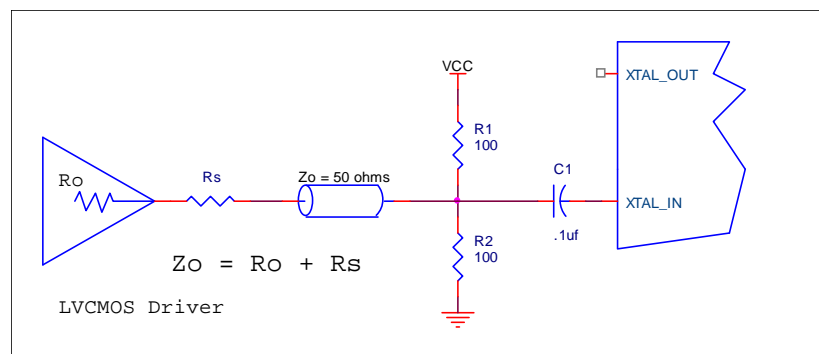 VCC
XTAL_OUT
R1
100
Ro
Rs
Zo = 50 ohms
C1
XTAL_IN
.1uf
R2
100
Zo = Ro + Rs
LVCMOS Driver